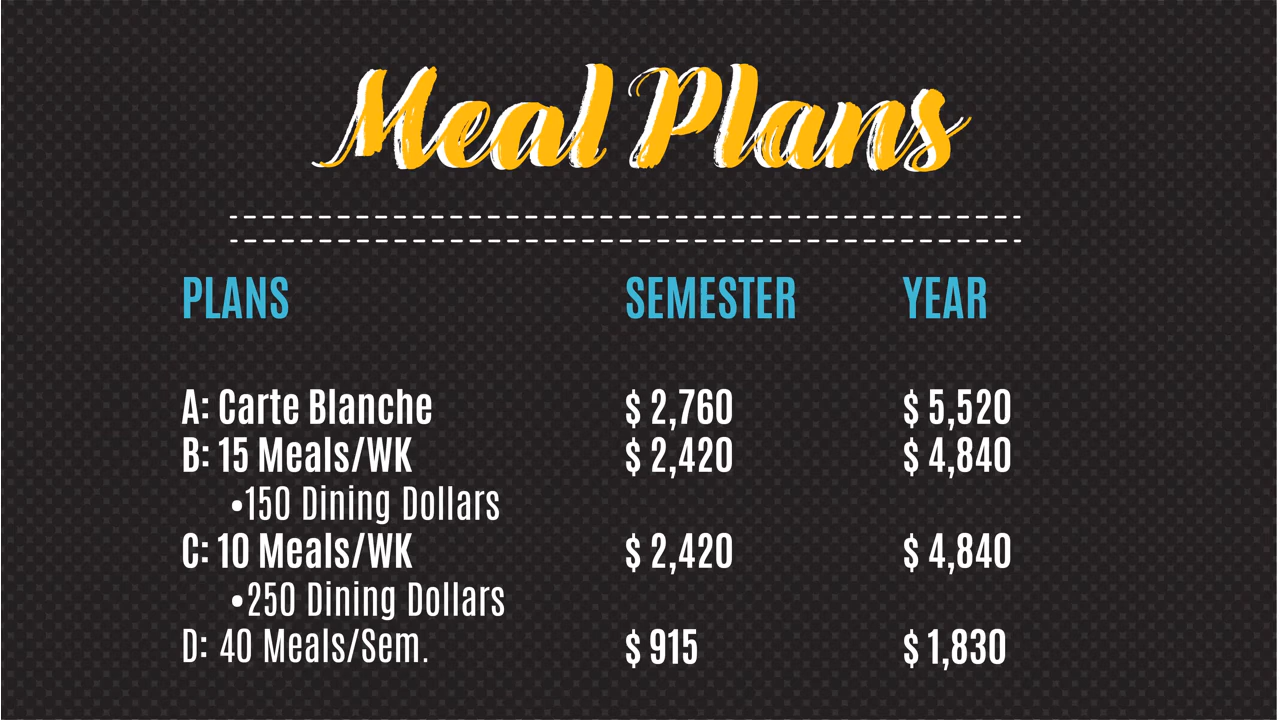 Meal Plans
PLANS SEMESTER YEAR
A: Carte Blanche $ 2,760 $ 5,520
B: 15 Meals/WK $ 2,420 $ 4,840
•150 Dining Dollars
C: 10 Meals/WK $ 2,420 $ 4,840
•250 Dining Dollars
D: 40 Meals/Sem. $ 915 $ 1,830